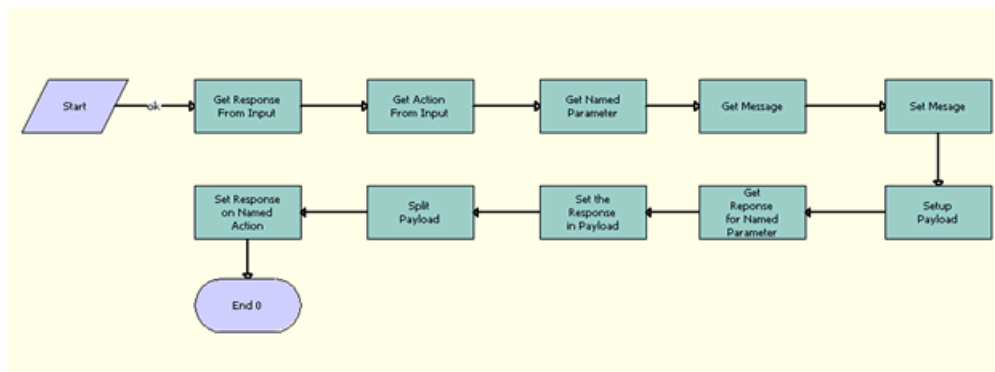 Start
ok
Get Response
From Input
Get Action
From Input
Get Named
Parameter
Get Message
Set Mesage
Setup
Payload
Get
Reponse
for Named
Parameter
Set the
Response
in Payload
Split
Payload
Set Response
on Named
Action
End 0